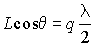 L cos θ = q λ/2